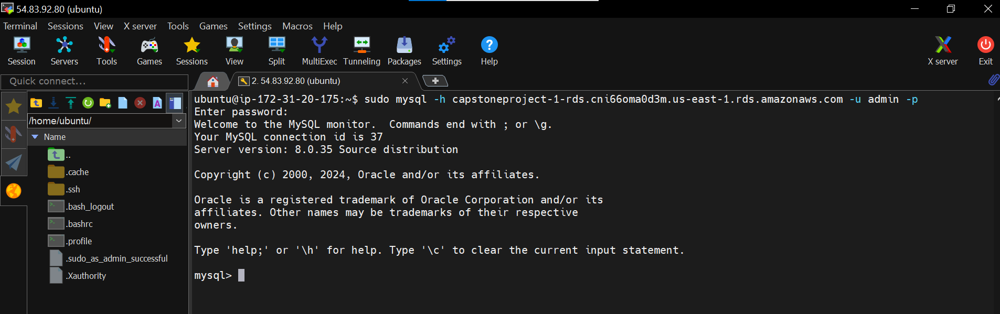 54.83.92.80 (ubuntu)
Terminal Sessions View X server Tools Games Settings Macros Help
Session Servers Tools Games Sessions View Split MultiExec Tunneling Packages Settings Help X server Exit
Quick connect...
2. 54.83.92.80 (ubuntu)
/home/ubuntu/
Name
..
.cache
.ssh
.bash_logout
.bashrc
.profile
.sudo_as_admin_successful
.Xauthority
ubuntu@ip-172-31-20-175:~$ sudo mysql -h capstoneproject-1-rds.cni66oma0d3m.us-east-1.rds.amazonaws.com -u admin -p
Enter password:
Welcome to the MySQL monitor.  Commands end with ; or \g.
Your MySQL connection id is 37
Server version: 8.0.35 Source distribution
Copyright (c) 2000, 2024, Oracle and/or its affiliates.
Oracle is a registered trademark of Oracle Corporation and/or its
affiliates. Other names may be trademarks of their respective
owners.
Type 'help;' or '\h' for help. Type '\c' to clear the current input statement.
mysql>